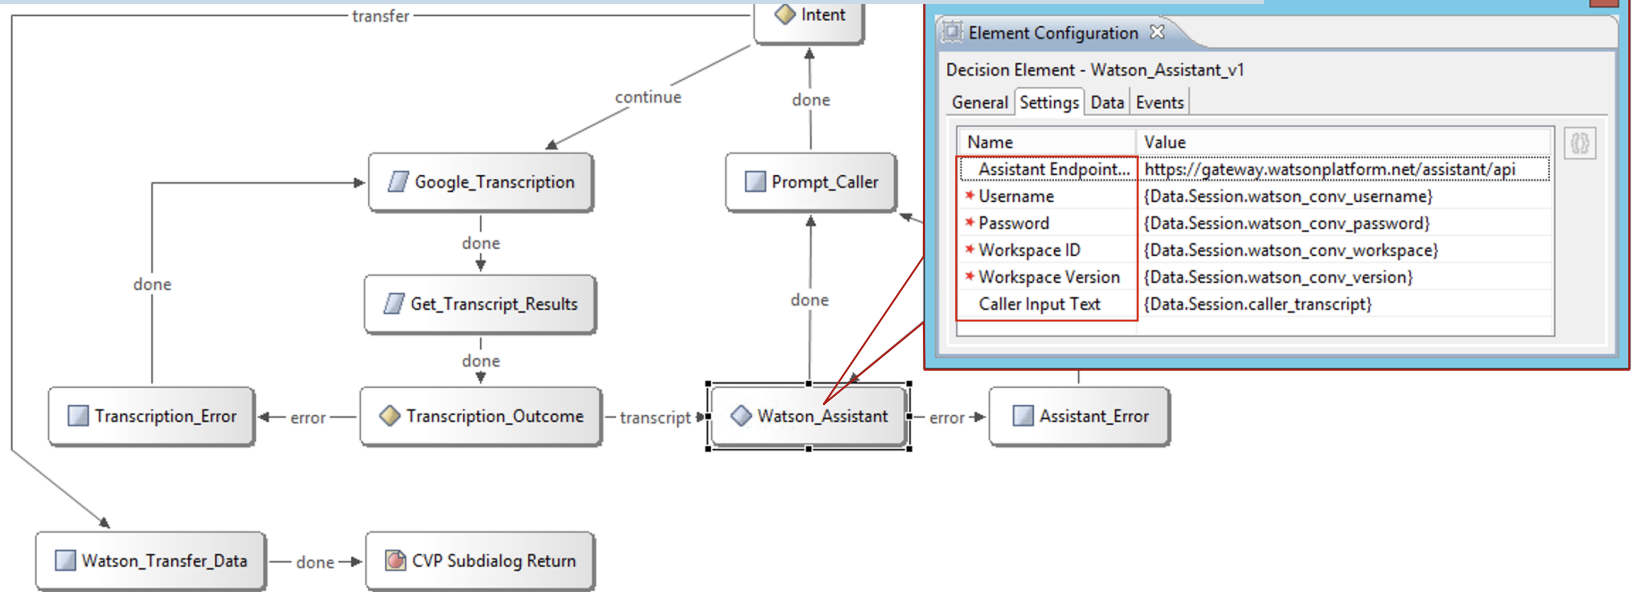 transfer
Intent
continue
done
Google_Transcription
Prompt_Caller
done
done
Get_Transcript_Results
done
done
Transcription_Error
error
Transcription_Outcome
transcript
Watson_Assistant
error
Assistant_Error
Watson_Transfer_Data
done
CVP Subdialog Return
Element Configuration
Decision Element - Watson_Assistant_v1
General Settings Data Events
Name Value
Assistant Endpoint... https://gateway.watsonplatform.net/assistant/api
* Username {Data.Session.watson_conv_username}
* Password {Data.Session.watson_conv_password}
* Workspace ID {Data.Session.watson_conv_workspace}
* Workspace Version {Data.Session.watson_conv_version}
Caller Input Text {Data.Session.caller_transcript}